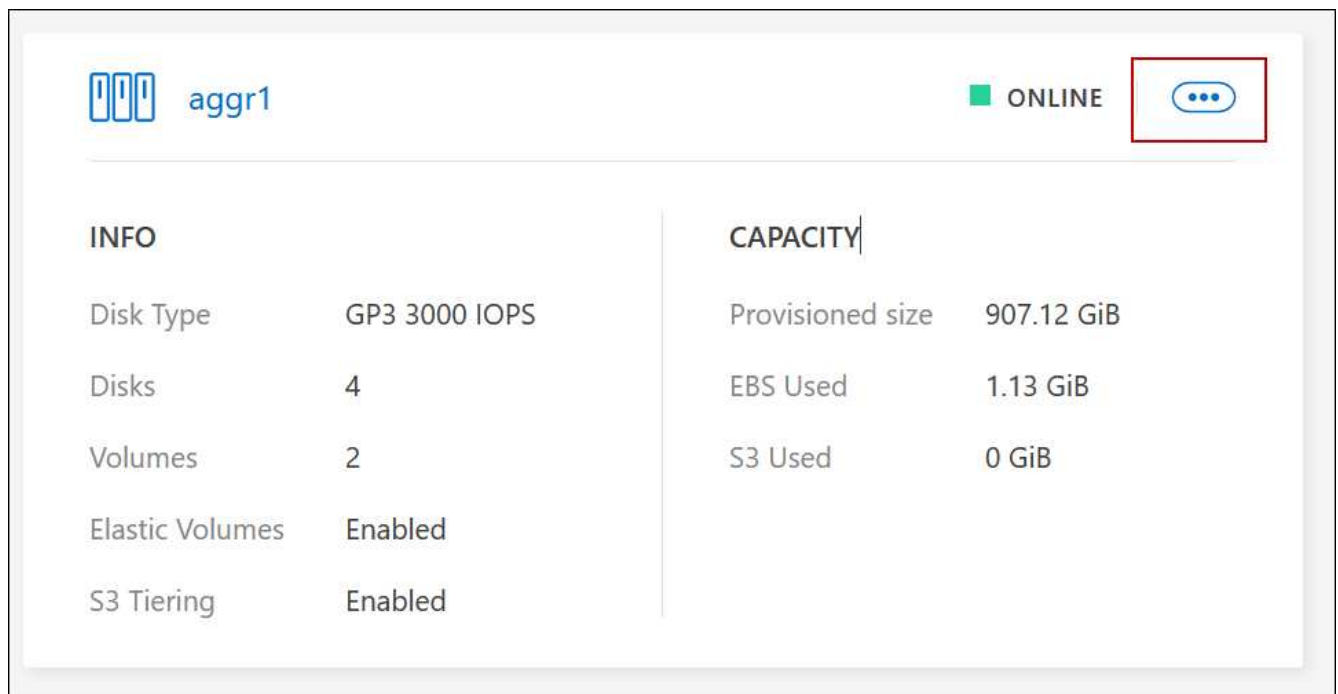 aggr1
ONLINE
INFO
Disk Type GP3 3000 IOPS
Disks 4
Volumes 2
Elastic Volumes Enabled
S3 Tiering Enabled
CAPACITY
Provisioned size 907.12 GiB
EBS Used 1.13 GiB
S3 Used 0 GiB